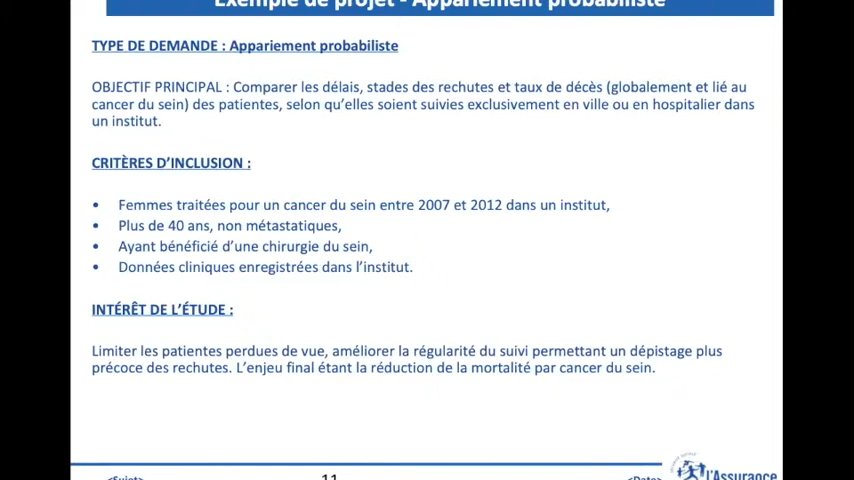 Exemple de projet - Appariement probabiliste
TYPE DE DEMANDE : Appariement probabiliste
OBJECTIF PRINCIPAL : Comparer les délais, stades des rechutes et taux de décès (globalement et lié au
cancer du sein) des patientes, selon qu’elles soient suivies exclusivement en ville ou en hospitalier dans
un institut.
CRITÈRES D’INCLUSION :
• Femmes traitées pour un cancer du sein entre 2007 et 2012 dans un institut,
• Plus de 40 ans, non métastatiques,
• Ayant bénéficié d’une chirurgie du sein,
• Données cliniques enregistrées dans l’institut.
INTÉRÊT DE L’ÉTUDE :
Limiter les patientes perdues de vue, améliorer la régularité du suivi permettant un dépistage plus
précoce des rechutes. L’enjeu final étant la réduction de la mortalité par cancer du sein.
<Sujet> 11 <Date> l’Assurance